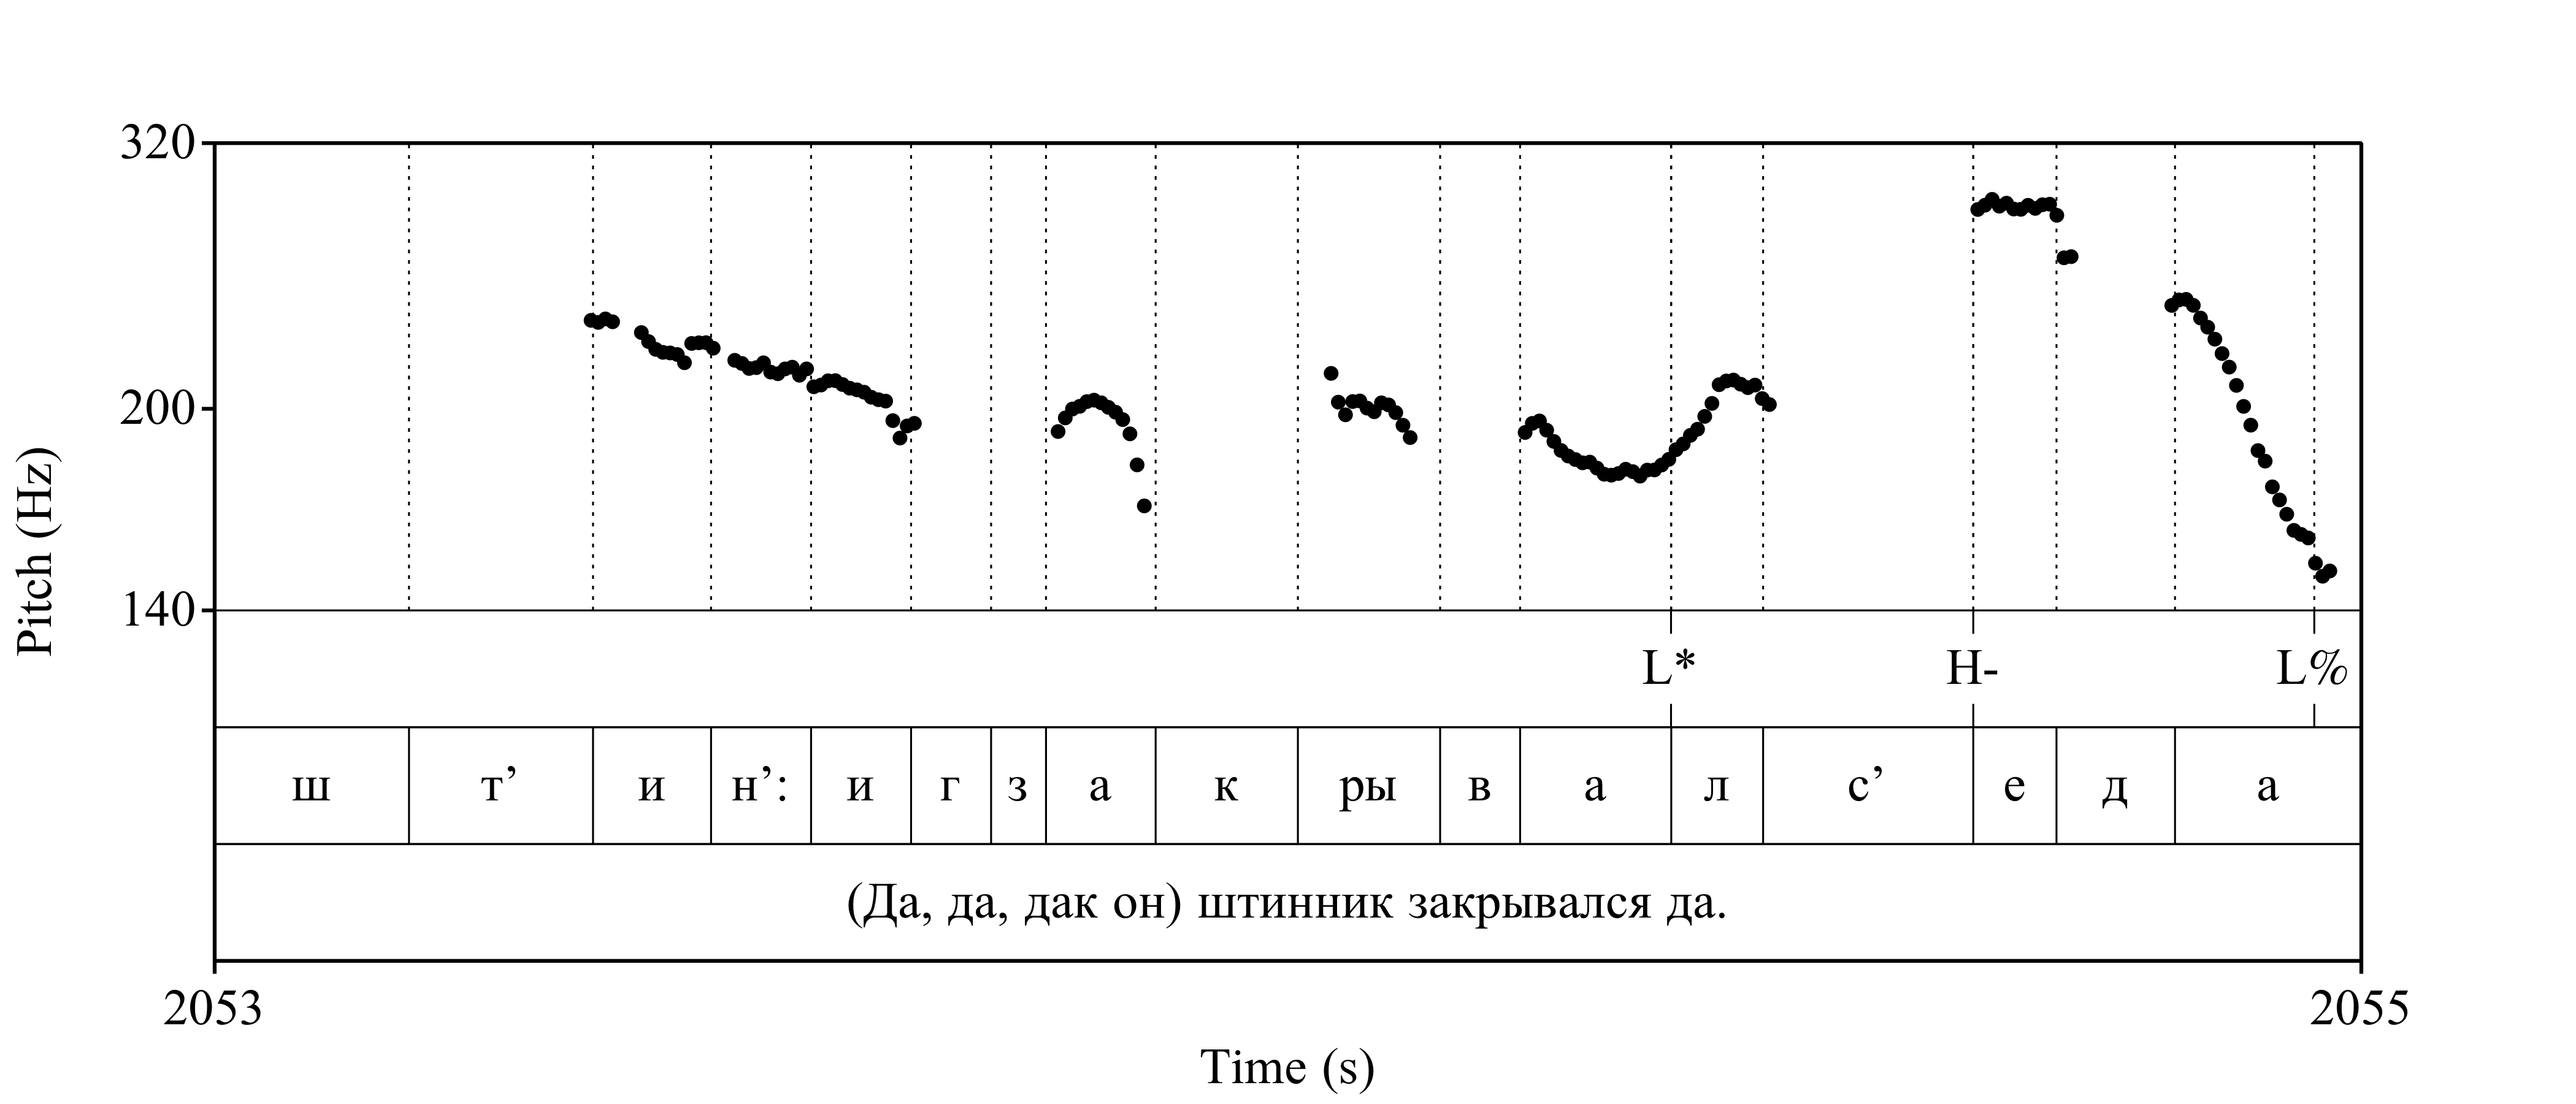 320
200
140
Pitch (Hz)
L* H- L%
ш т’ и н’: и г з а к ры в а л с’ е д а
(Да, да, дак он) штинник закрывался да.
2053 2055
Time (s)